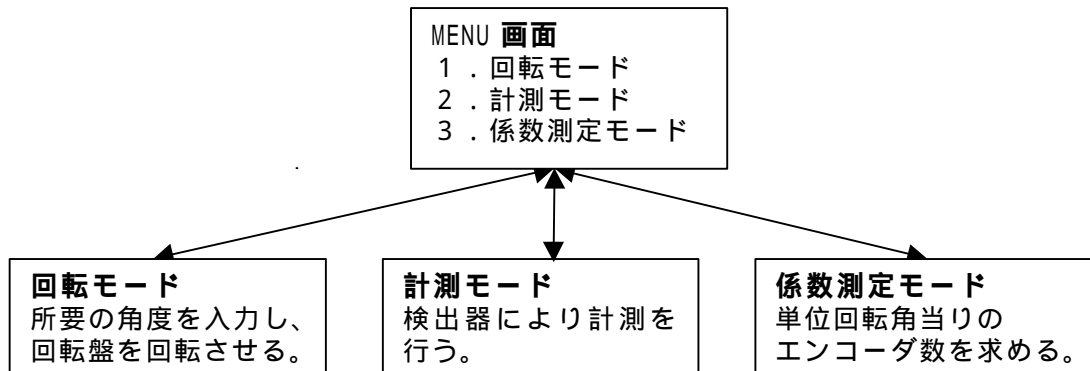 MENU 画面
1．回転モード
2．計測モード
3．係数測定モード
回転モード
所要の角度を入力し、
回転盤を回転させる。
計測モード
検出器により計測を
行う。
係数測定モード
単位回転角当りの
エンコーダ数を求める。